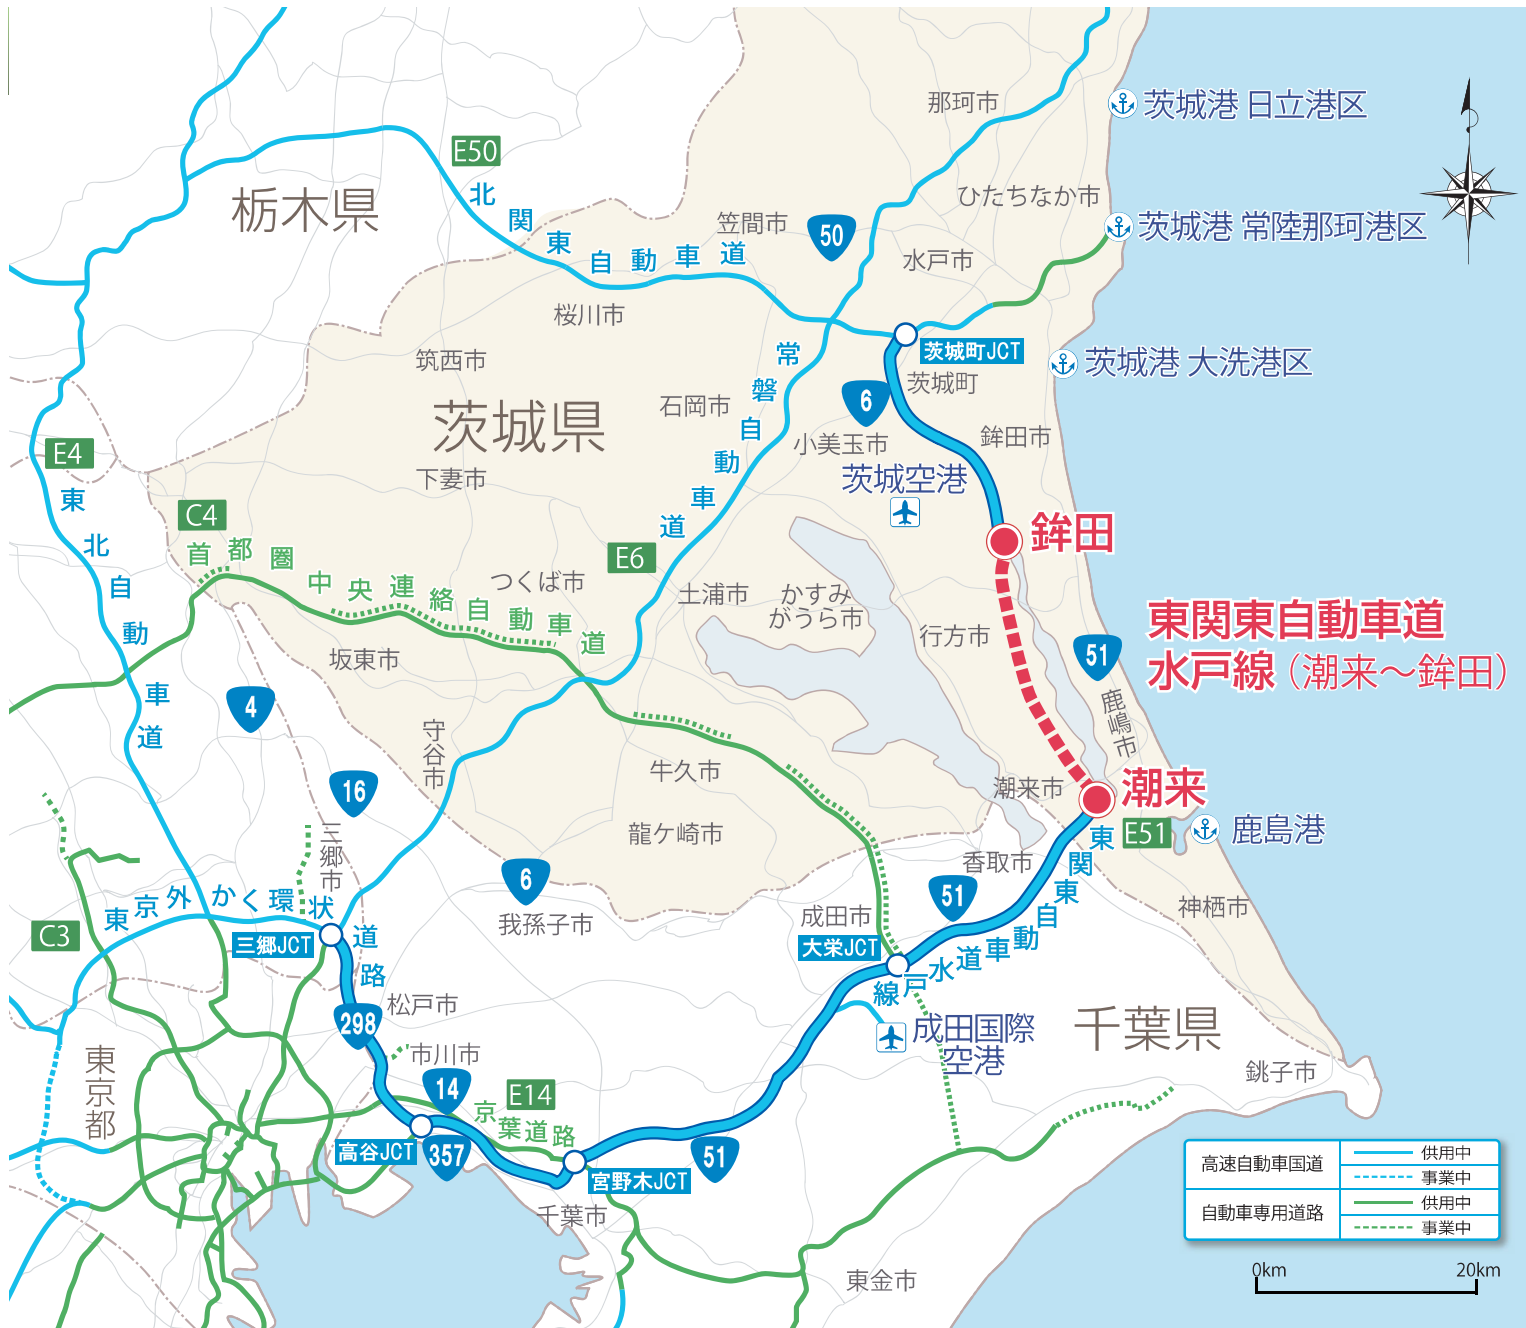 那珂市
茨城港 日立港区
E50
北関東自動車道
栃木県
ひたちなか市
笠間市
50
茨城港 常陸那珂港区
水戸市
桜川市
茨城町JCT
常磐自動車道
筑西市
茨城港 大洗港区
茨城町
6
石岡市
茨城県
鉾田市
小美玉市
E4
東北自動車道
下妻市
茨城空港
C4
首都圏中央連絡自動車道
鉾田
E6
つくば市
土浦市
かすみ
がうら市
行方市
東関東自動車道
水戸線（潮来～鉾田）
51
坂東市
鹿嶋市
4
守谷市
16
牛久市
潮来市
潮来
E51
鹿島港
龍ケ崎市
三郷市
東関東自動車道水戸線
香取市
6
51
神栖市
東京外かく環状道路
成田市
我孫子市
C3
三郷JCT
大栄JCT
松戸市
298
成田国際
空港
千葉県
市川市
東京都
銚子市
14
E14
京葉道路
高谷JCT
357
51
宮野木JCT
千葉市
東金市
高速自動車国道
供用中
事業中
自動車専用道路
供用中
事業中
0km
20km